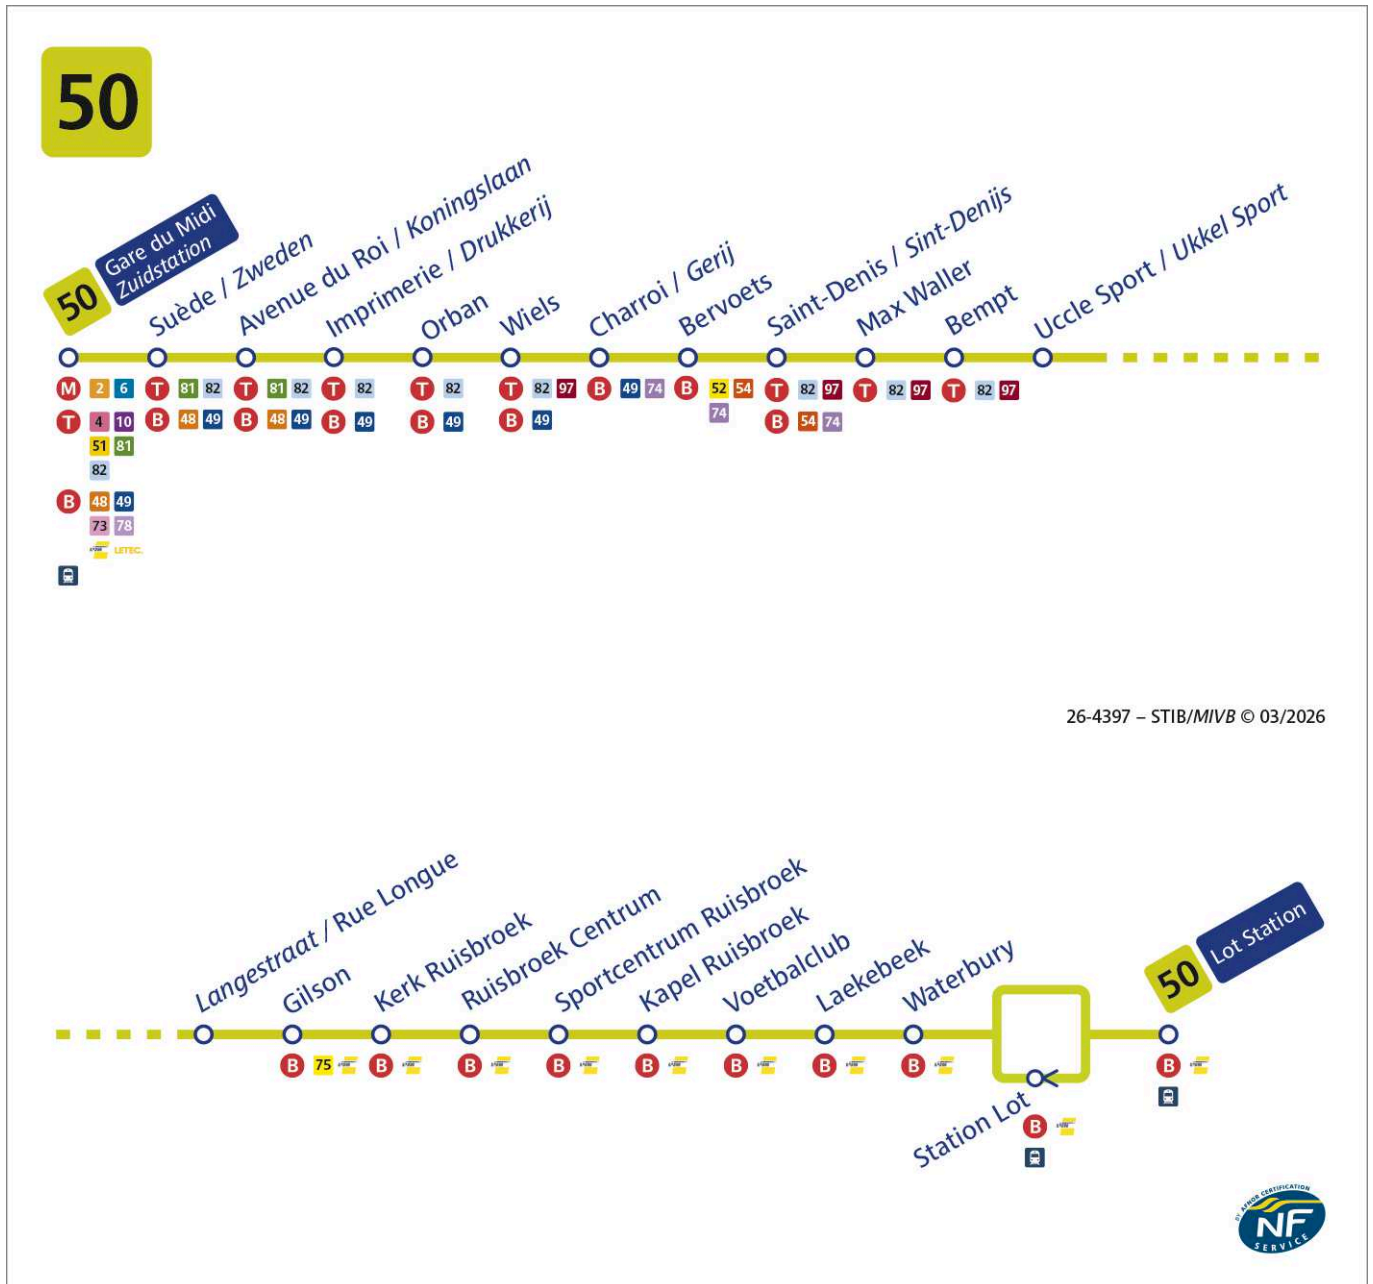 50
50
Gare du Midi
Zuidstation
Suède / Zweden
Avenue du Roi / Koningslaan
Imprimerie / Drukkerij
Orban
Wiels
Charroi / Gerij
Bervoets
Saint-Denis / Sint-Denijs
Max Waller
Bempt
Uccle Sport / Ukkel Sport
M 2 6
T 4 10
51 81
82
B 48 49
73 78
LETEC.
T 81 82
B 48 49
T 81 82
B 48 49
T 82
B 49
T 82
B 49
T 82 97
B 49
B 49 74
B 52 54
74
T 82 97
B 54 74
T 82 97
T 82 97
26-4397 – STIB/MIVB © 03/2026
Langestraat / Rue Longue
Gilson
Kerk Ruisbroek
Ruisbroek Centrum
Sportcentrum Ruisbroek
Kapel Ruisbroek
Voetbalclub
Laekebeek
Waterbury
Station Lot
50
Lot Station
B 75
B
B
B
B
B
B
B
B
B
DT AFNOR CERTIFICATION
NF
SERVICE